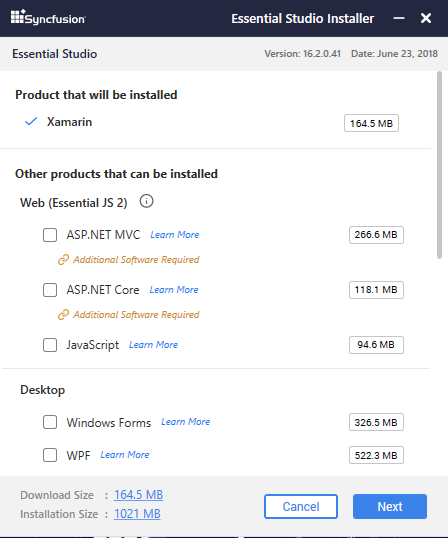 Syncfusion Essential Studio Installer
Essential Studio Version: 16.2.0.41 Date: June 23, 2018
Product that will be installed
Xamarin 164.5 MB
Other products that can be installed
Web (Essential JS 2)
ASP.NET MVC Learn More 266.6 MB
Additional Software Required
ASP.NET Core Learn More 118.1 MB
Additional Software Required
JavaScript Learn More 94.6 MB
Desktop
Windows Forms Learn More 326.5 MB
WPF Learn More 522.3 MB
Download Size : 164.5 MB
Installation Size : 1021 MB
Cancel Next